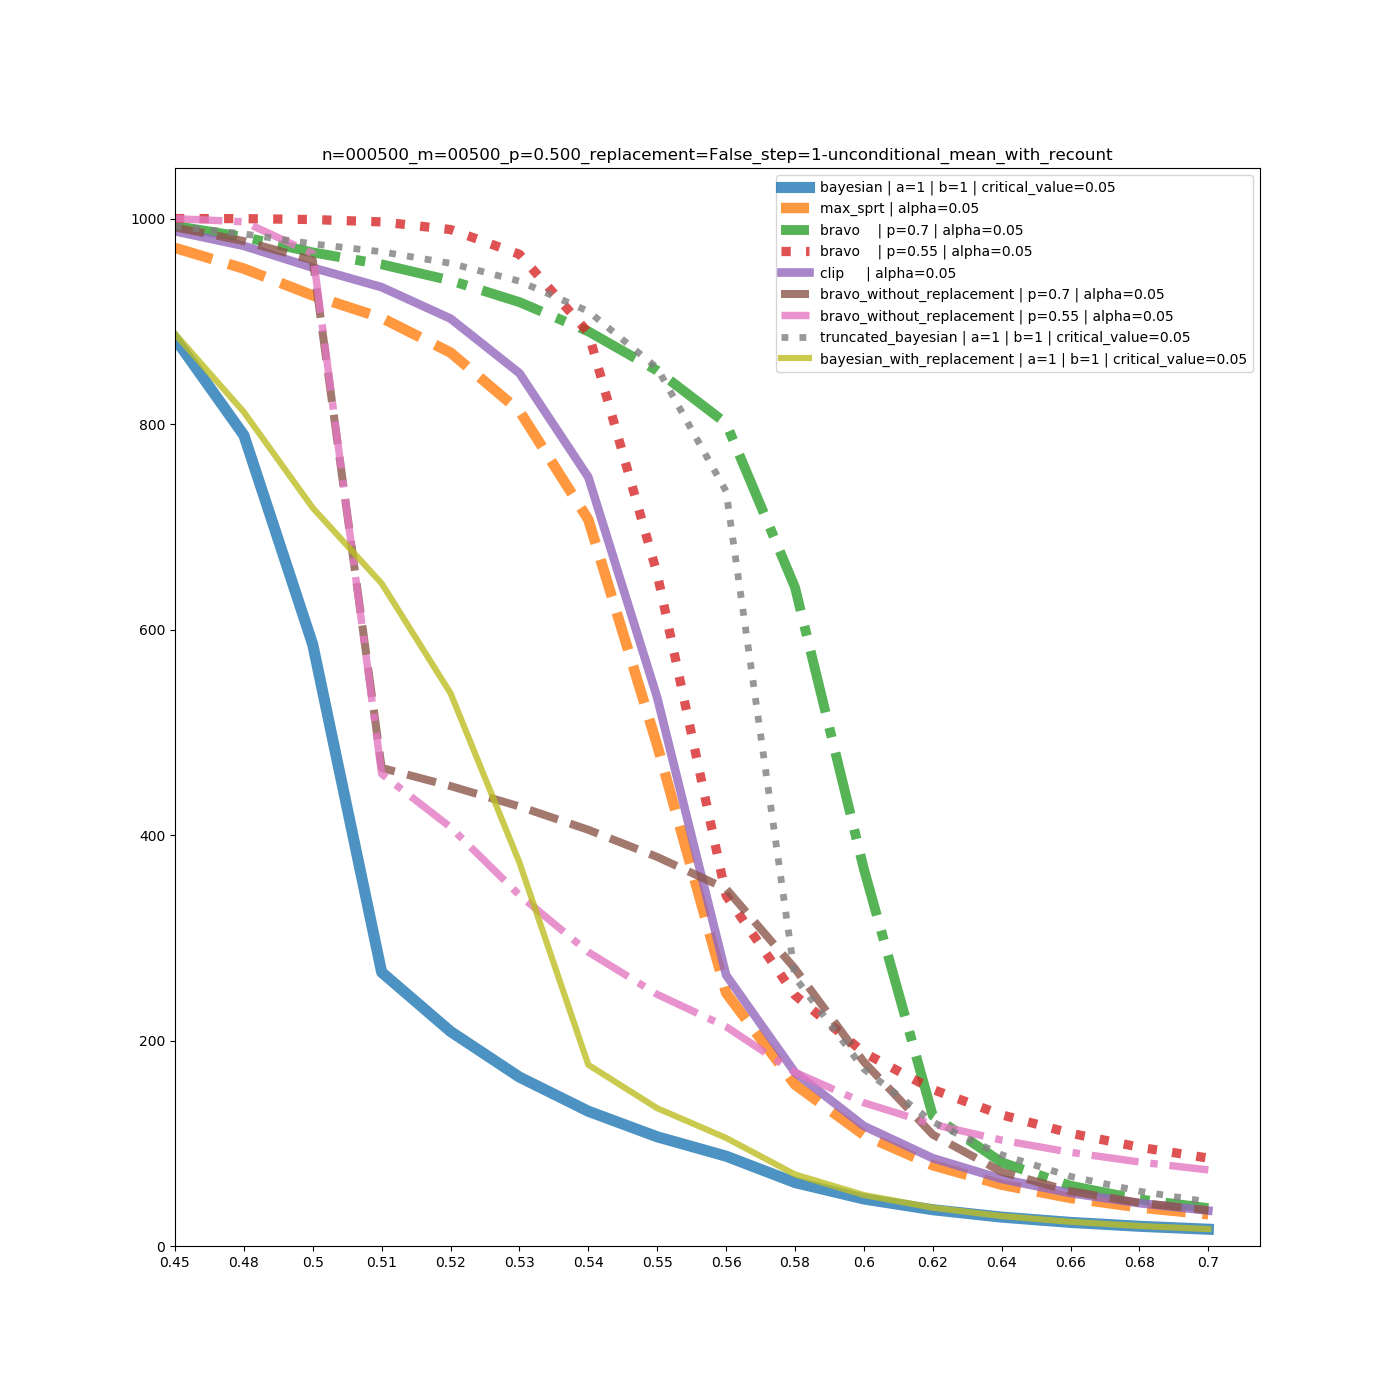 n=000500_m=00500_p=0.500_replacement=False_step=1-unconditional_mean_with_recount
bayesian | a=1 | b=1 | critical_value=0.05
max_sprt | alpha=0.05
bravo    | p=0.7 | alpha=0.05
bravo    | p=0.55 | alpha=0.05
clip     | alpha=0.05
bravo_without_replacement | p=0.7 | alpha=0.05
bravo_without_replacement | p=0.55 | alpha=0.05
truncated_bayesian | a=1 | b=1 | critical_value=0.05
bayesian_with_replacement | a=1 | b=1 | critical_value=0.05
1000
800
600
400
200
0
0.45 0.48 0.5 0.51 0.52 0.53 0.54 0.55 0.56 0.58 0.6 0.62 0.64 0.66 0.68 0.7